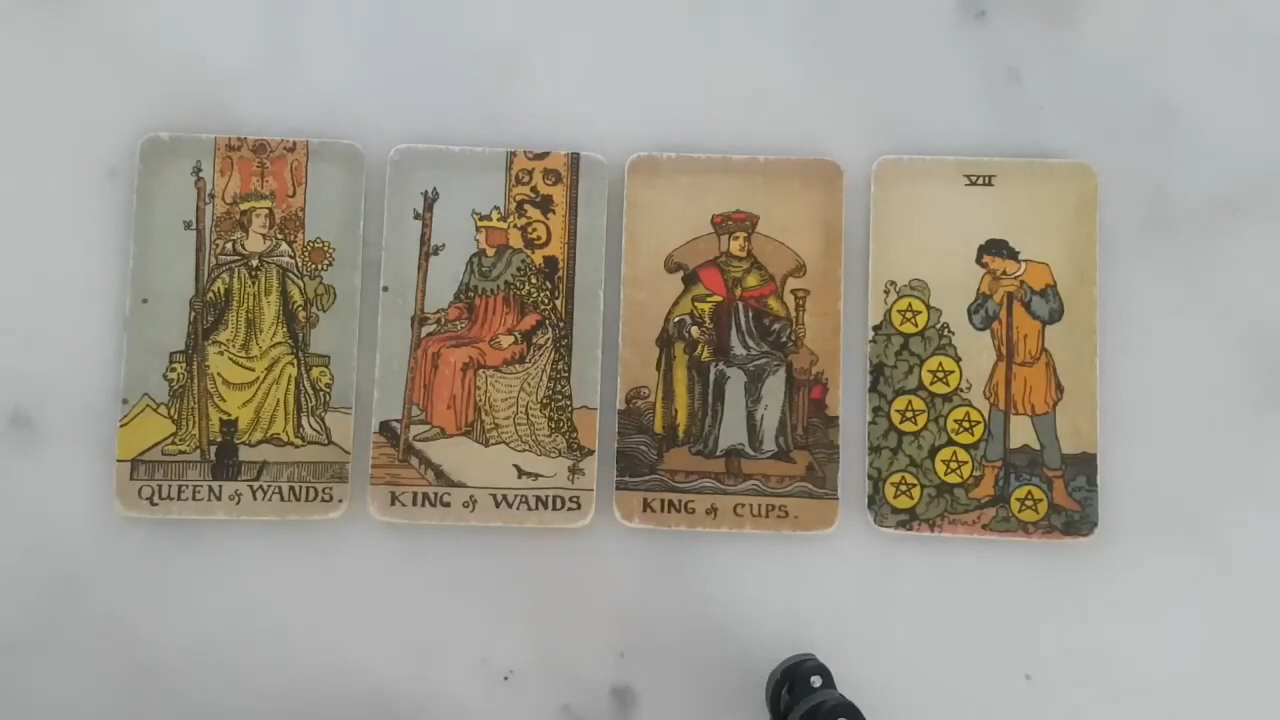 QUEEN of WANDS.
KING of WANDS
KING of CUPS.
VII